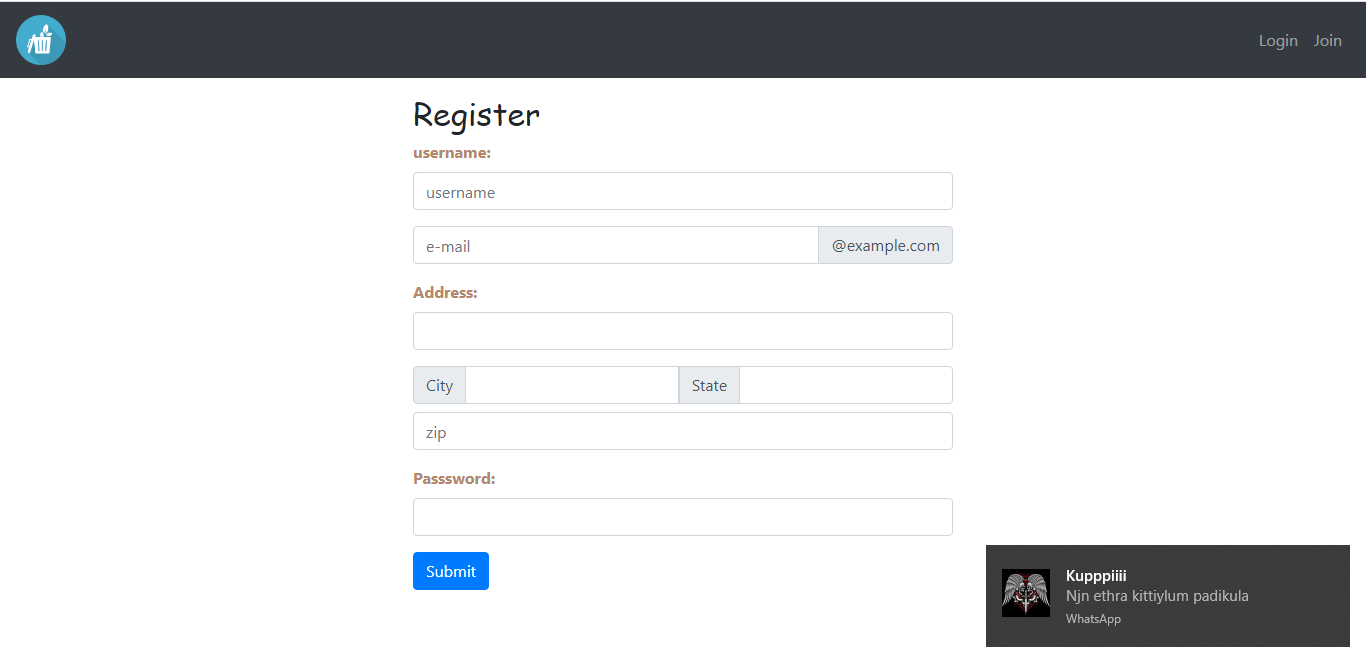 Login Join
Register
username:
username
e-mail @example.com
Address:
City State
zip
Passsword:
Submit
Kupppiiii
Njn ethra kittiylum padikula
WhatsApp